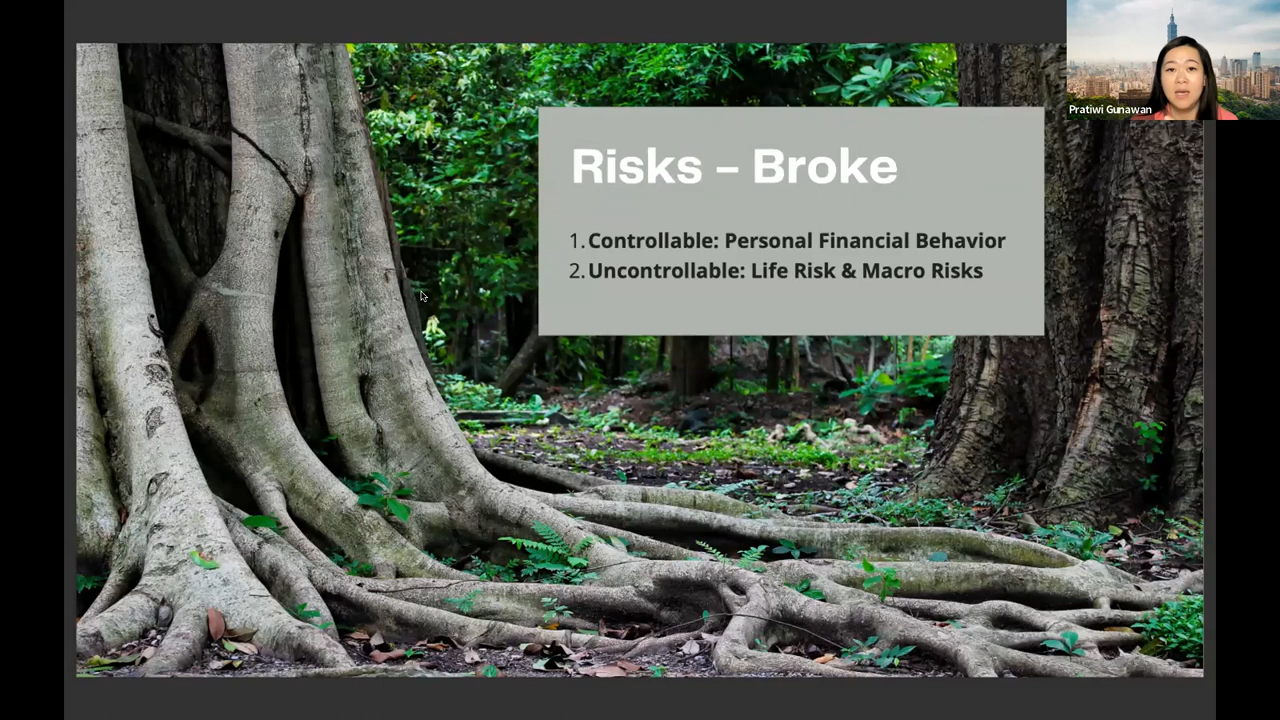 Pratiwi Gunawan
Risks – Broke
1. Controllable: Personal Financial Behavior
2. Uncontrollable: Life Risk & Macro Risks